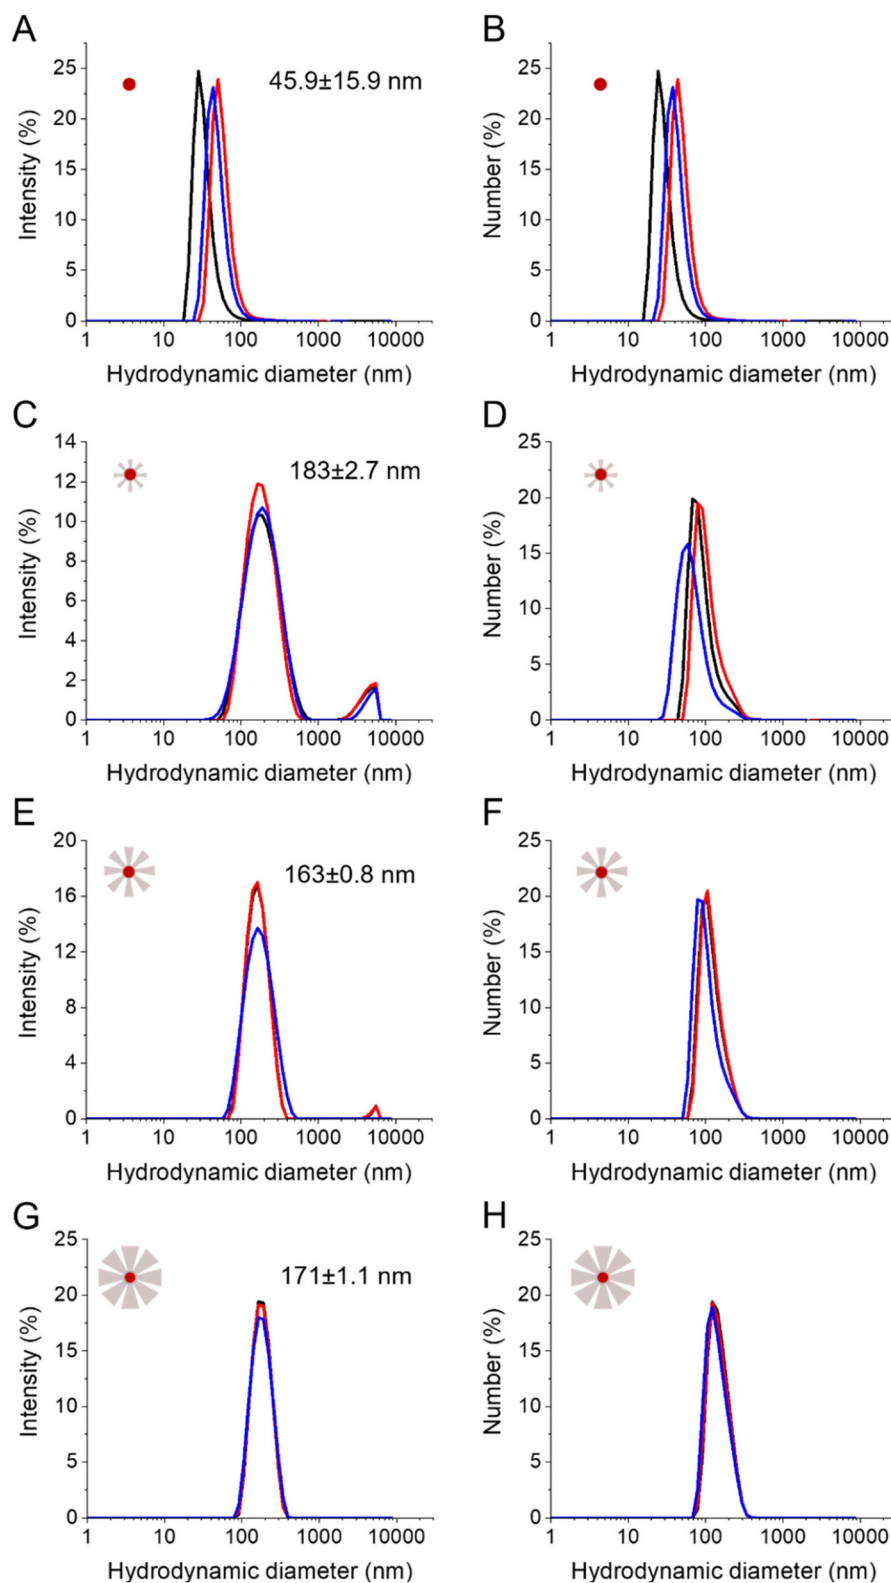 A
B
45.9±15.9 nm
Intensity (%)
25
20
15
10
5
0
1 10 100 1000 10000
Hydrodynamic diameter (nm)
Number (%)
25
20
15
10
5
0
1 10 100 1000 10000
Hydrodynamic diameter (nm)
C
D
183±2.7 nm
Intensity (%)
14
12
10
8
6
4
2
0
1 10 100 1000 10000
Hydrodynamic diameter (nm)
Number (%)
25
20
15
10
5
0
1 10 100 1000 10000
Hydrodynamic diameter (nm)
E
F
163±0.8 nm
Intensity (%)
20
16
12
8
4
0
1 10 100 1000 10000
Hydrodynamic diameter (nm)
Number (%)
25
20
15
10
5
0
1 10 100 1000 10000
Hydrodynamic diameter (nm)
G
H
171±1.1 nm
Intensity (%)
25
20
15
10
5
0
1 10 100 1000 10000
Hydrodynamic diameter (nm)
Number (%)
25
20
15
10
5
0
1 10 100 1000 10000
Hydrodynamic diameter (nm)